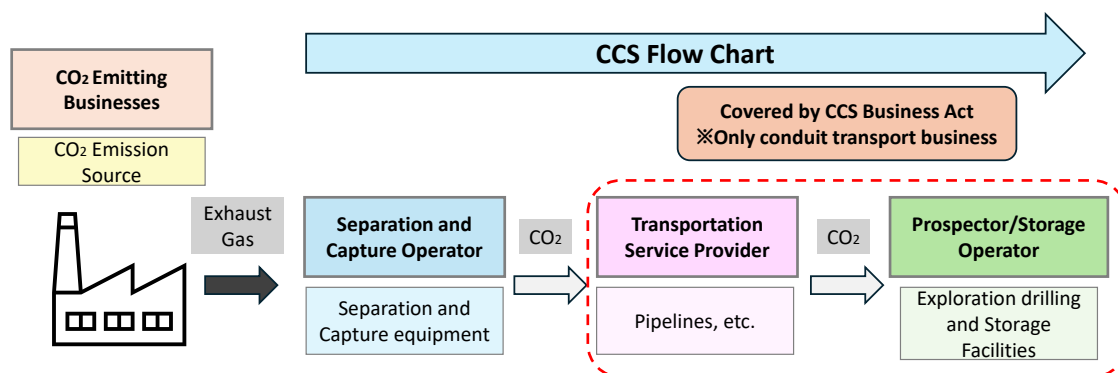 CCS Flow Chart
CO₂ Emitting
Businesses
CO₂ Emission
Source
Covered by CCS Business Act
※Only conduit transport business
Exhaust
Gas
Separation and
Capture Operator
Separation and
Capture equipment
CO₂
Transportation
Service Provider
Pipelines, etc.
CO₂
Prospector/Storage
Operator
Exploration drilling
and Storage
Facilities